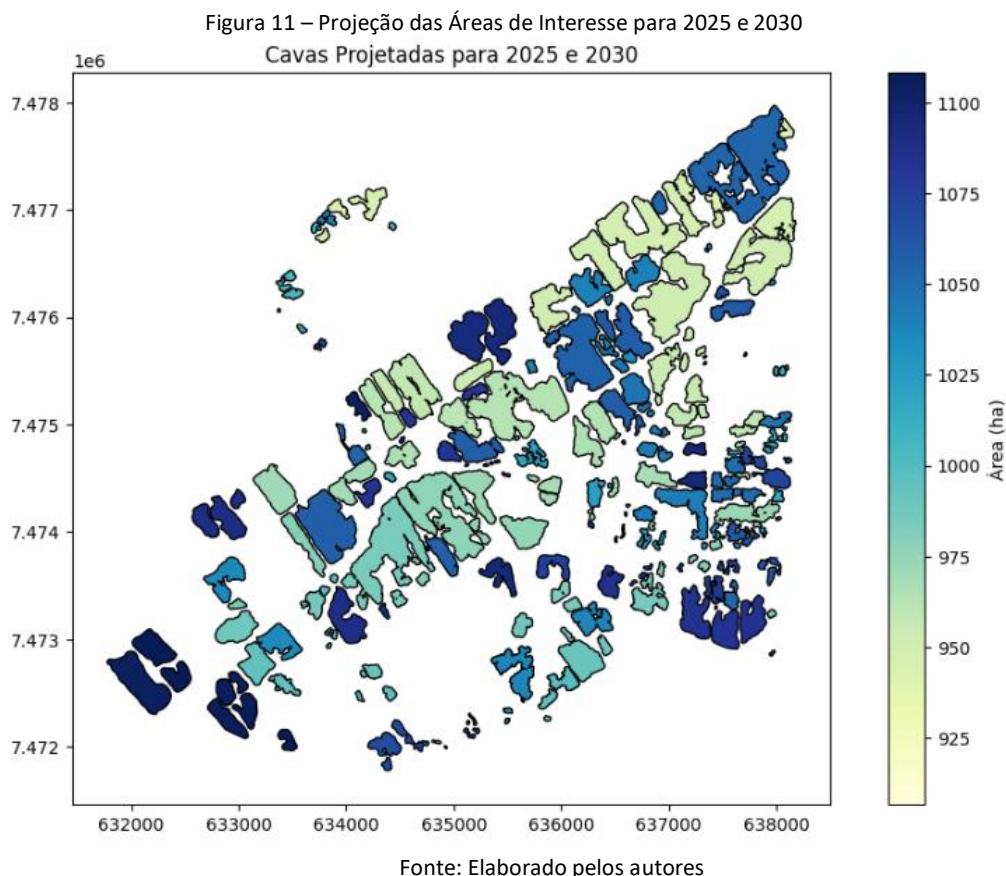 Figura 11 – Projeção das Áreas de Interesse para 2025 e 2030
Cavas Projetadas para 2025 e 2030
1e6
7.478
7.477
7.476
7.475
7.474
7.473
7.472
632000 633000 634000 635000 636000 637000 638000
1100
1075
1050
1025
1000
975
950
925
Área (ha)
Fonte: Elaborado pelos autores